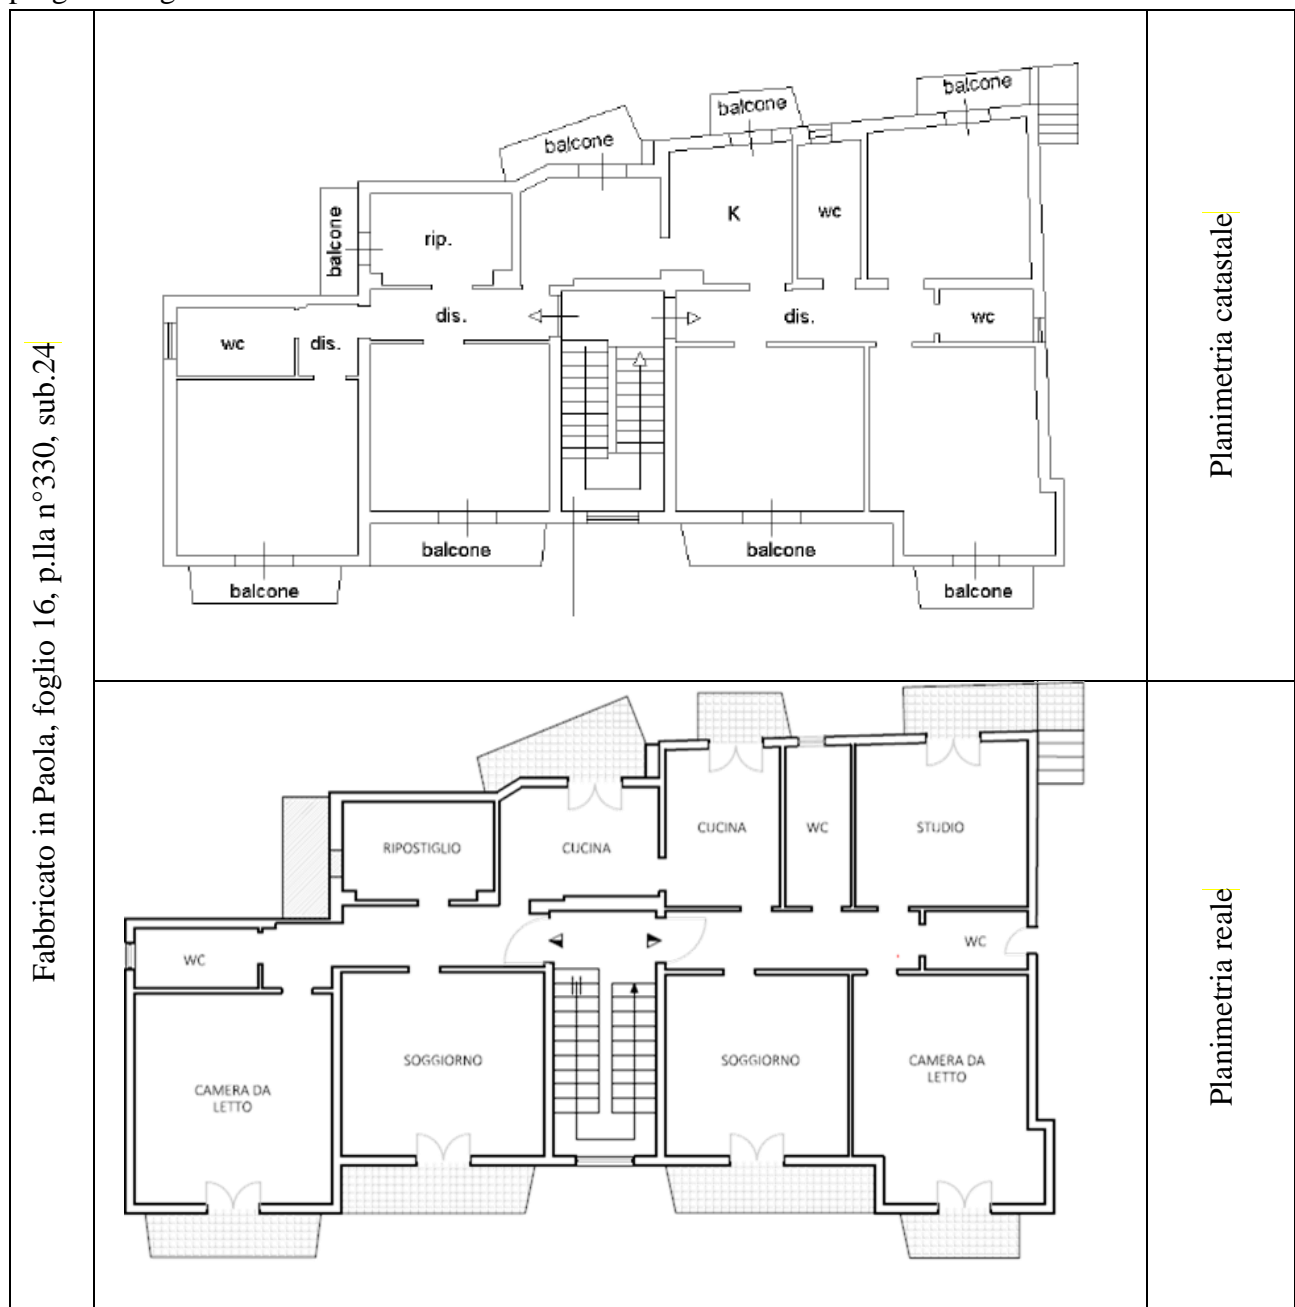 Fabbricato in Paola, foglio 16, p.lla n°330, sub.24
balcone
balcone
balcone
balcone
rip.
K
wc
wc
dis.
dis.
dis.
wc
balcone
balcone
balcone
balcone
Planimetria catastale
RIPOSTIGLIO
CUCINA
CUCINA
WC
STUDIO
WC
WC
SOGGIORNO
SOGGIORNO
CAMERA DA
LETTO
CAMERA DA
LETTO
Planimetria reale